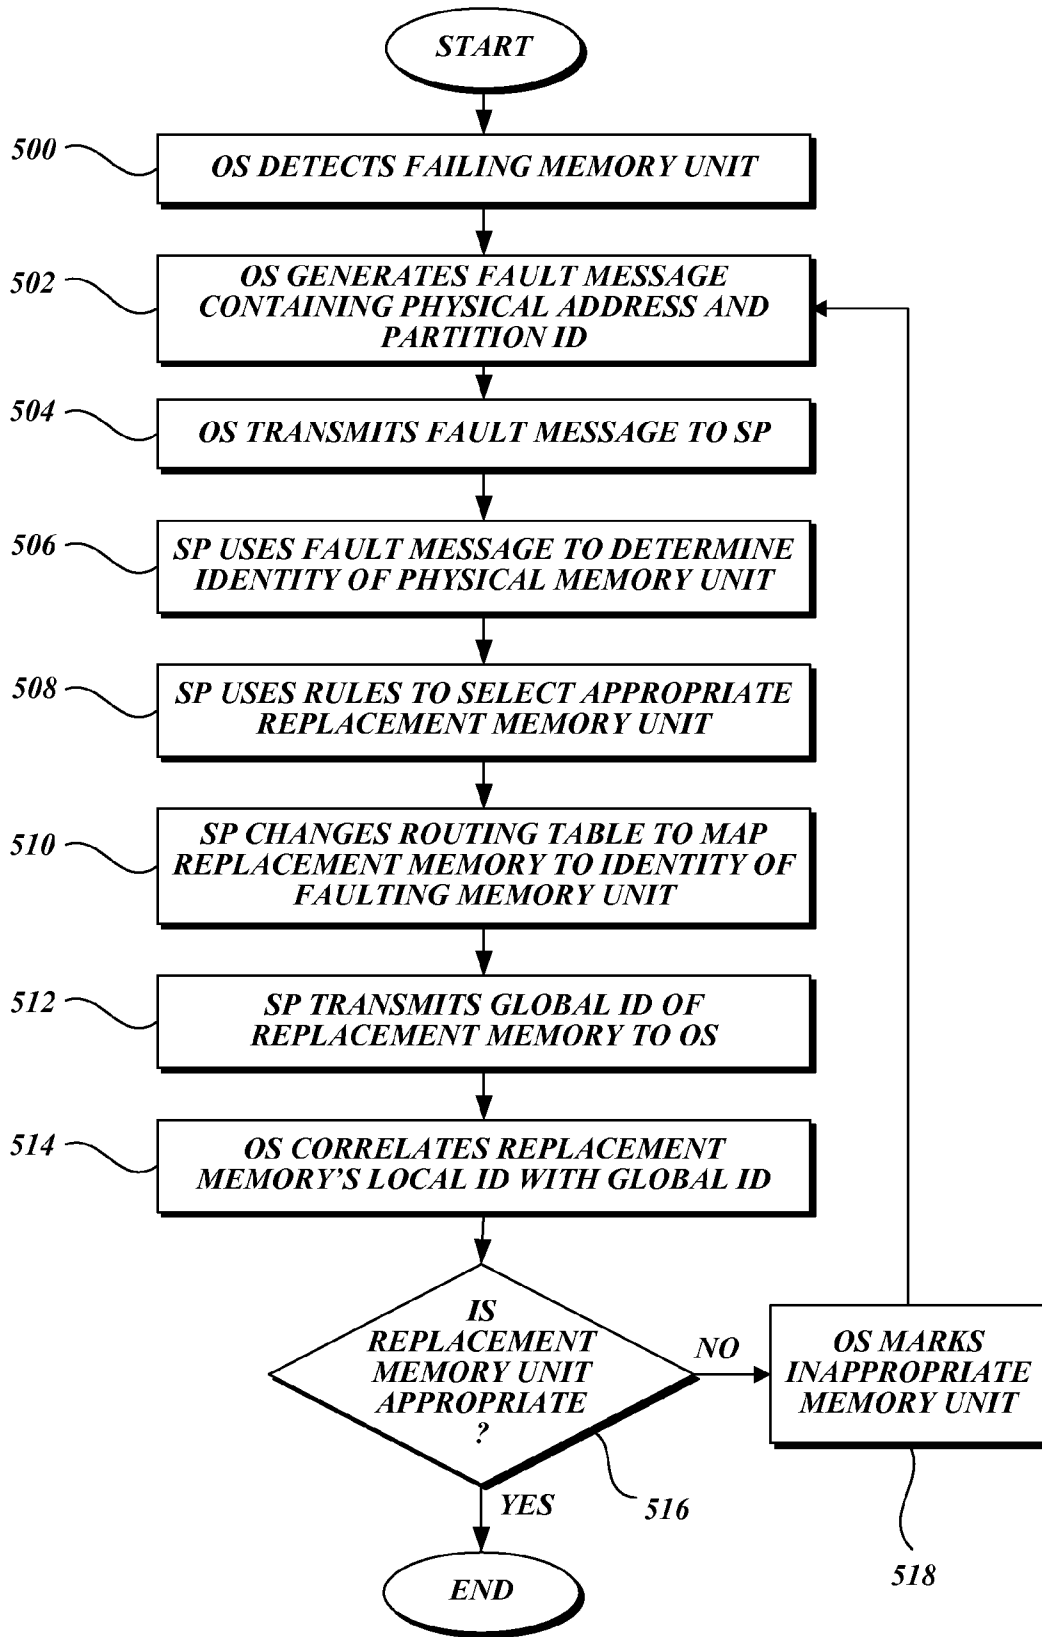 START
500
OS DETECTS FAILING MEMORY UNIT
502
OS GENERATES FAULT MESSAGE
CONTAINING PHYSICAL ADDRESS AND
PARTITION ID
504
OS TRANSMITS FAULT MESSAGE TO SP
506
SP USES FAULT MESSAGE TO DETERMINE
IDENTITY OF PHYSICAL MEMORY UNIT
508
SP USES RULES TO SELECT APPROPRIATE
REPLACEMENT MEMORY UNIT
510
SP CHANGES ROUTING TABLE TO MAP
REPLACEMENT MEMORY TO IDENTITY OF
FAULTING MEMORY UNIT
512
SP TRANSMITS GLOBAL ID OF
REPLACEMENT MEMORY TO OS
514
OS CORRELATES REPLACEMENT
MEMORY'S LOCAL ID WITH GLOBAL ID
IS
REPLACEMENT
MEMORY UNIT
APPROPRIATE
?
516
NO
OS MARKS
INAPPROPRIATE
MEMORY UNIT
518
YES
END